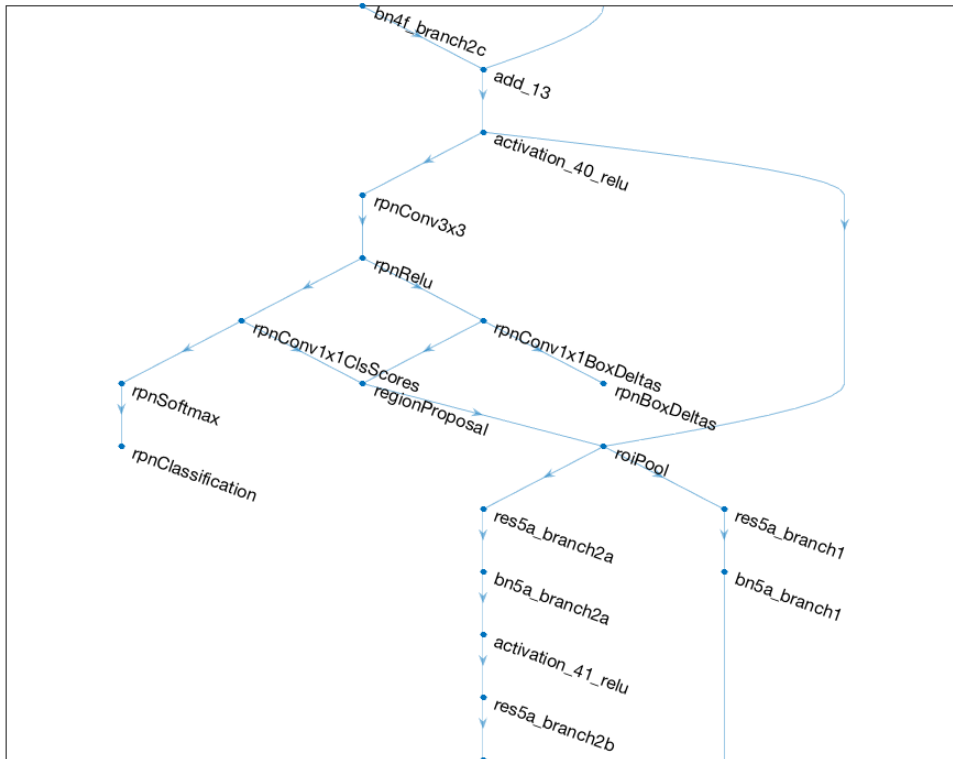 bn4f_branch2c
add_13
activation_40_relu
rpnConv3x3
rpnRelu
rpnConv1x1ClsScores
rpnConv1x1BoxDeltas
rpnSoftmax
regionProposal
rpnBoxDeltas
rpnClassification
roiPool
res5a_branch2a
res5a_branch1
bn5a_branch2a
bn5a_branch1
activation_41_relu
res5a_branch2b